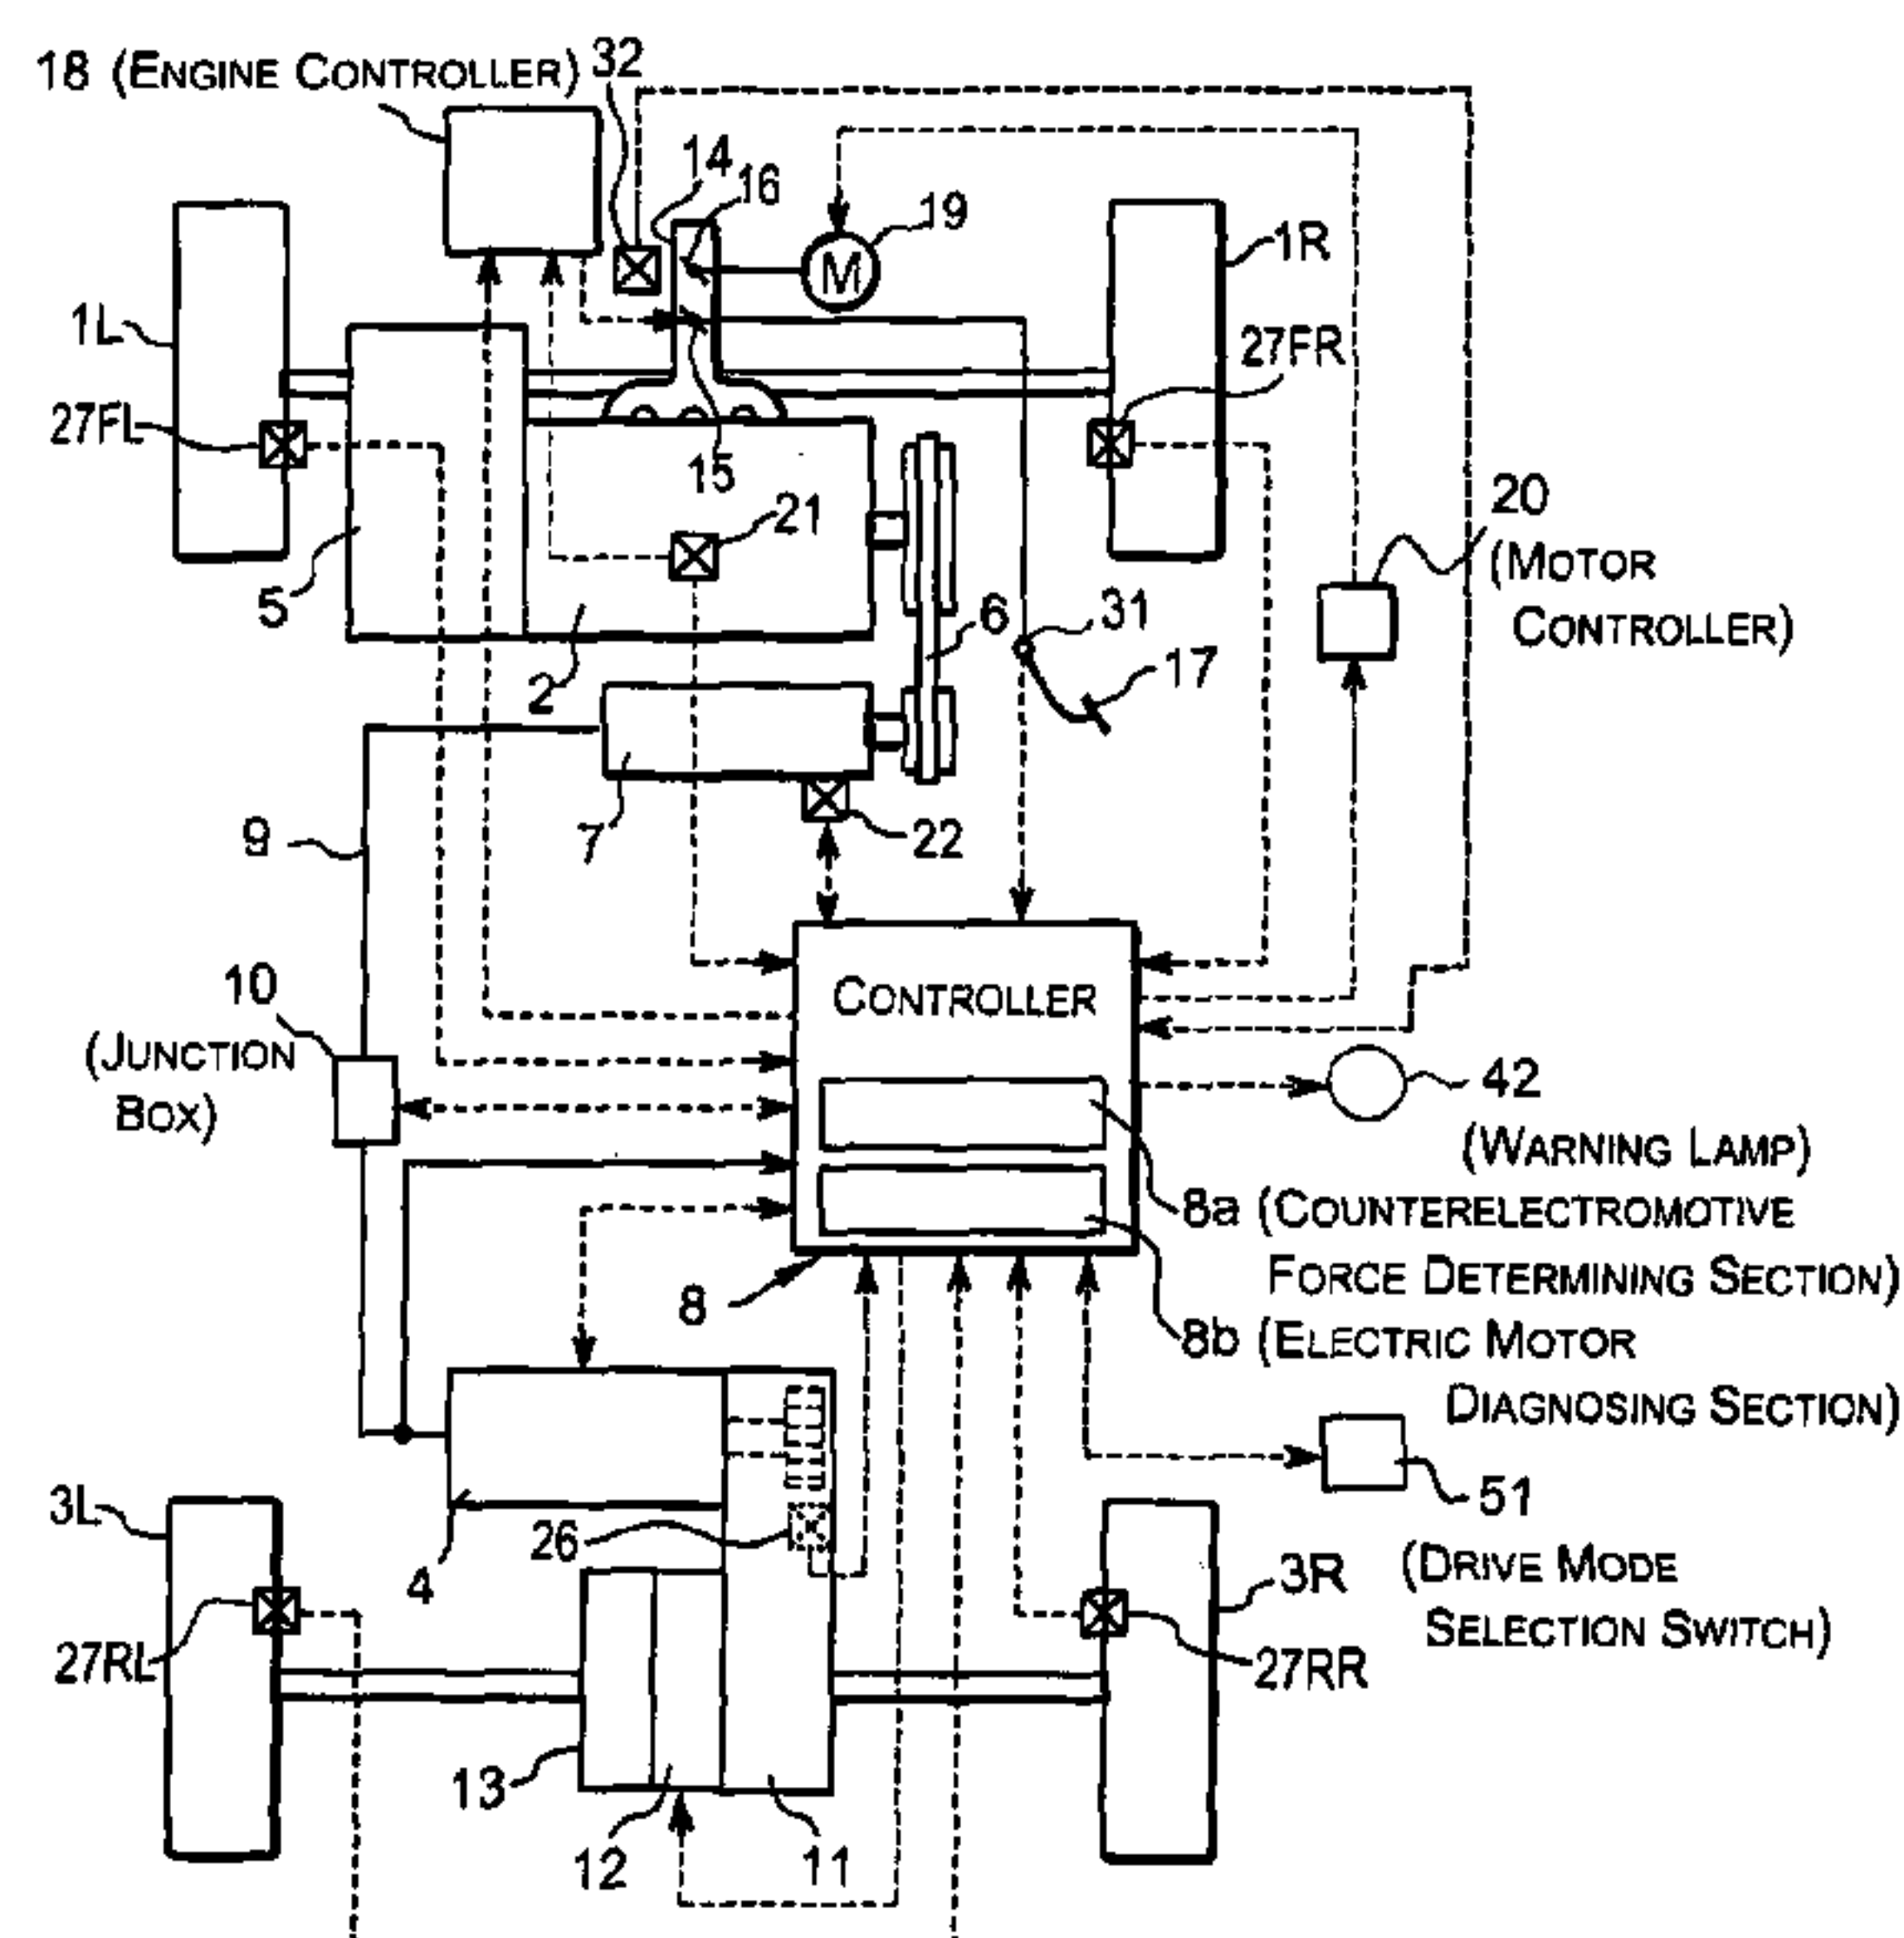 18 (ENGINE CONTROLLER)
32
14
16
19
M
1R
1L
27FR
27FL
15
21
20
(MOTOR
CONTROLLER)
5
2
6
31
17
7
22
9
10
(JUNCTION
BOX)
CONTROLLER
42
(WARNING LAMP)
8
8a (COUNTERELECTROMOTIVE
FORCE DETERMINING SECTION)
8b (ELECTRIC MOTOR
DIAGNOSING SECTION)
51
(DRIVE MODE
SELECTION SWITCH)
3L
26
4
3R
27RL
27RR
13
12
11